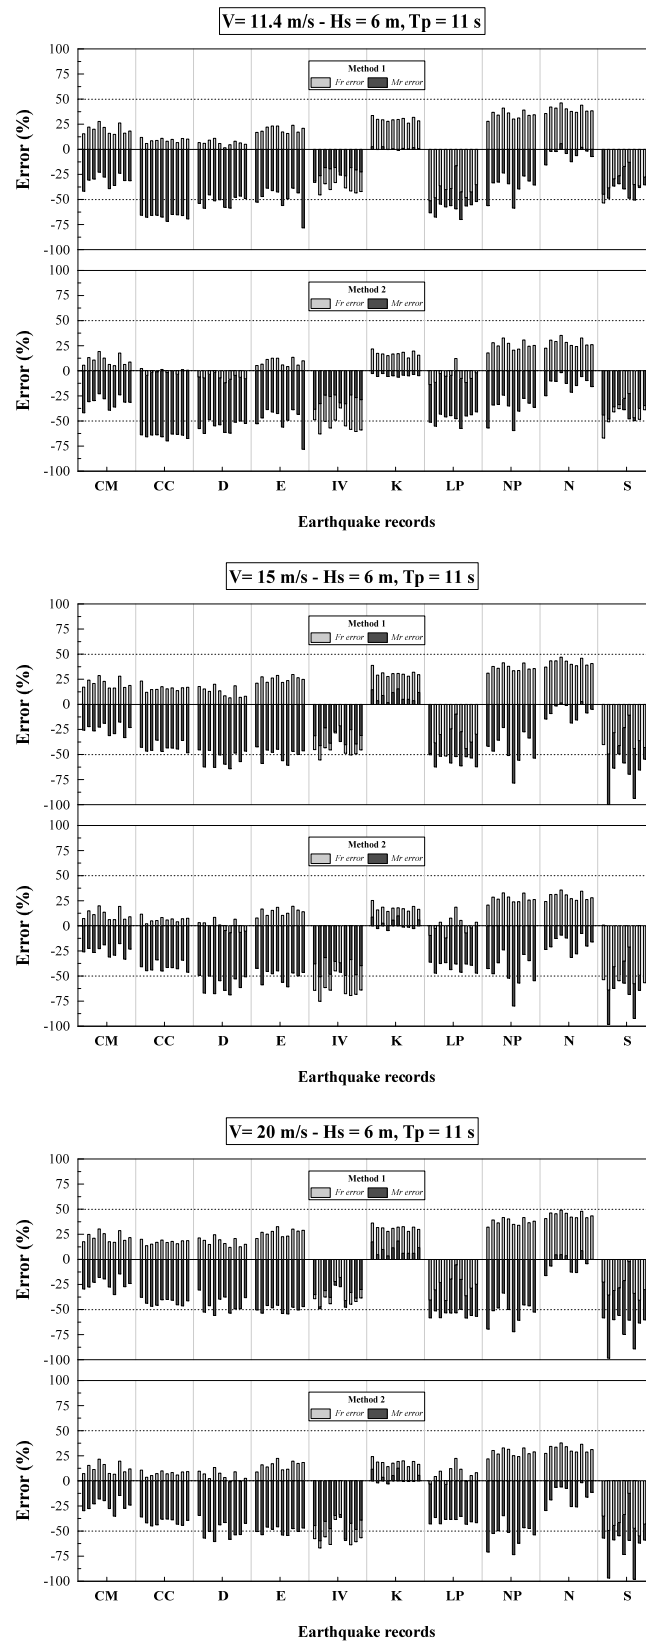 V= 11.4 m/s - Hs = 6 m, Tp = 11 s
Error (%)
100
75
50
25
0
-25
-50
-75
-100
Method 1
Fr error Mr error
Error (%)
100
75
50
25
0
-25
-50
-75
-100
Method 2
Fr error Mr error
CM CC D E IV K LP NP N S
Earthquake records
V= 15 m/s - Hs = 6 m, Tp = 11 s
Error (%)
100
75
50
25
0
-25
-50
-75
-100
Method 1
Fr error Mr error
Error (%)
100
75
50
25
0
-25
-50
-75
-100
Method 2
Fr error Mr error
CM CC D E IV K LP NP N S
Earthquake records
V= 20 m/s - Hs = 6 m, Tp = 11 s
Error (%)
100
75
50
25
0
-25
-50
-75
-100
Method 1
Fr error Mr error
Error (%)
100
75
50
25
0
-25
-50
-75
-100
Method 2
Fr error Mr error
CM CC D E IV K LP NP N S
Earthquake records